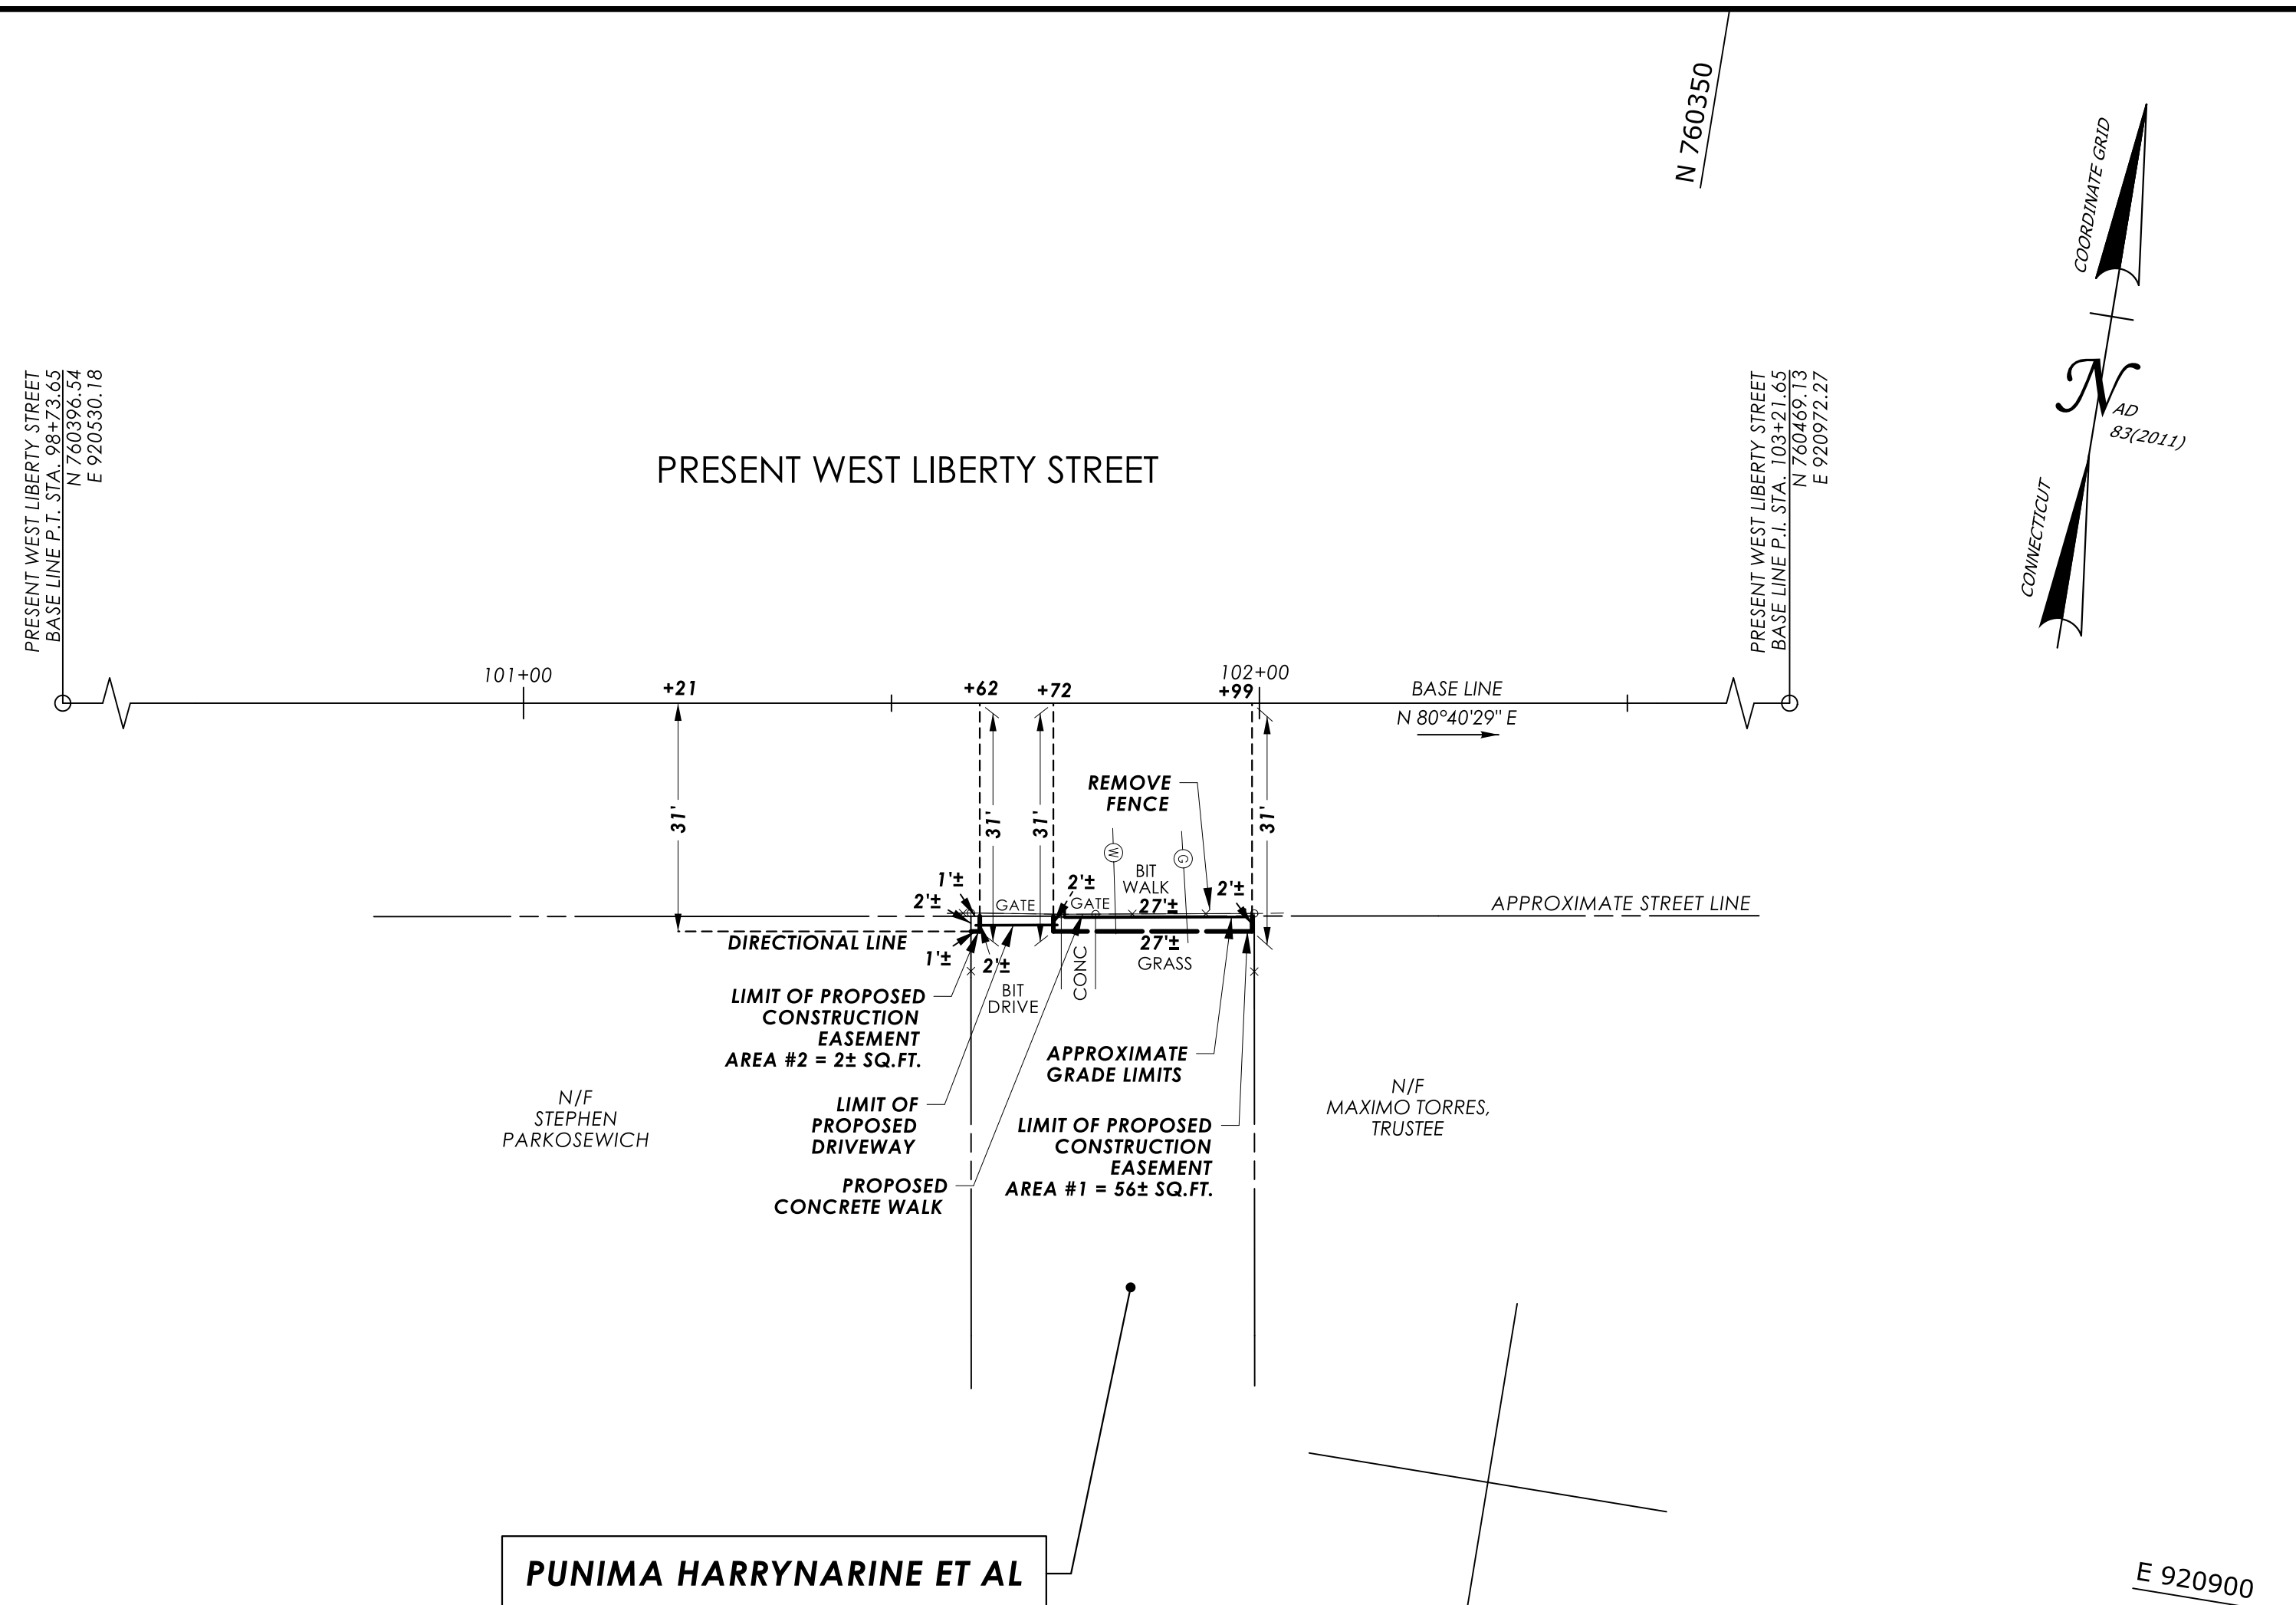 N 760350
COORDINATE GRID
N
AD
83(2011)
CONNECTICUT
PRESENT WEST LIBERTY STREET
BASE LINE P.T. STA. 98+73.65
N 760396.54
E 920530.18
PRESENT WEST LIBERTY STREET
PRESENT WEST LIBERTY STREET
BASE LINE P.I. STA. 103+21.65
N 760469.13
E 920972.27
101+00
+21
+62
+72
102+00
+99
BASE LINE
N 80°40'29" E
31'
31'
31'
31'
REMOVE
FENCE
W
G
BIT
WALK
1'±
2'±
GATE
2'±
GATE
27'±
2'±
APPROXIMATE STREET LINE
DIRECTIONAL LINE
1'±
2'±
27'±
GRASS
CONC
BIT
DRIVE
LIMIT OF PROPOSED
CONSTRUCTION
EASEMENT
AREA #2 = 2± SQ.FT.
APPROXIMATE
GRADE LIMITS
N/F
STEPHEN
PARKOSEWICH
LIMIT OF
PROPOSED
DRIVEWAY
LIMIT OF PROPOSED
CONSTRUCTION
EASEMENT
AREA #1 = 56± SQ.FT.
N/F
MAXIMO TORRES,
TRUSTEE
PROPOSED
CONCRETE WALK
PUNIMA HARRYNARINE ET AL
E 920900